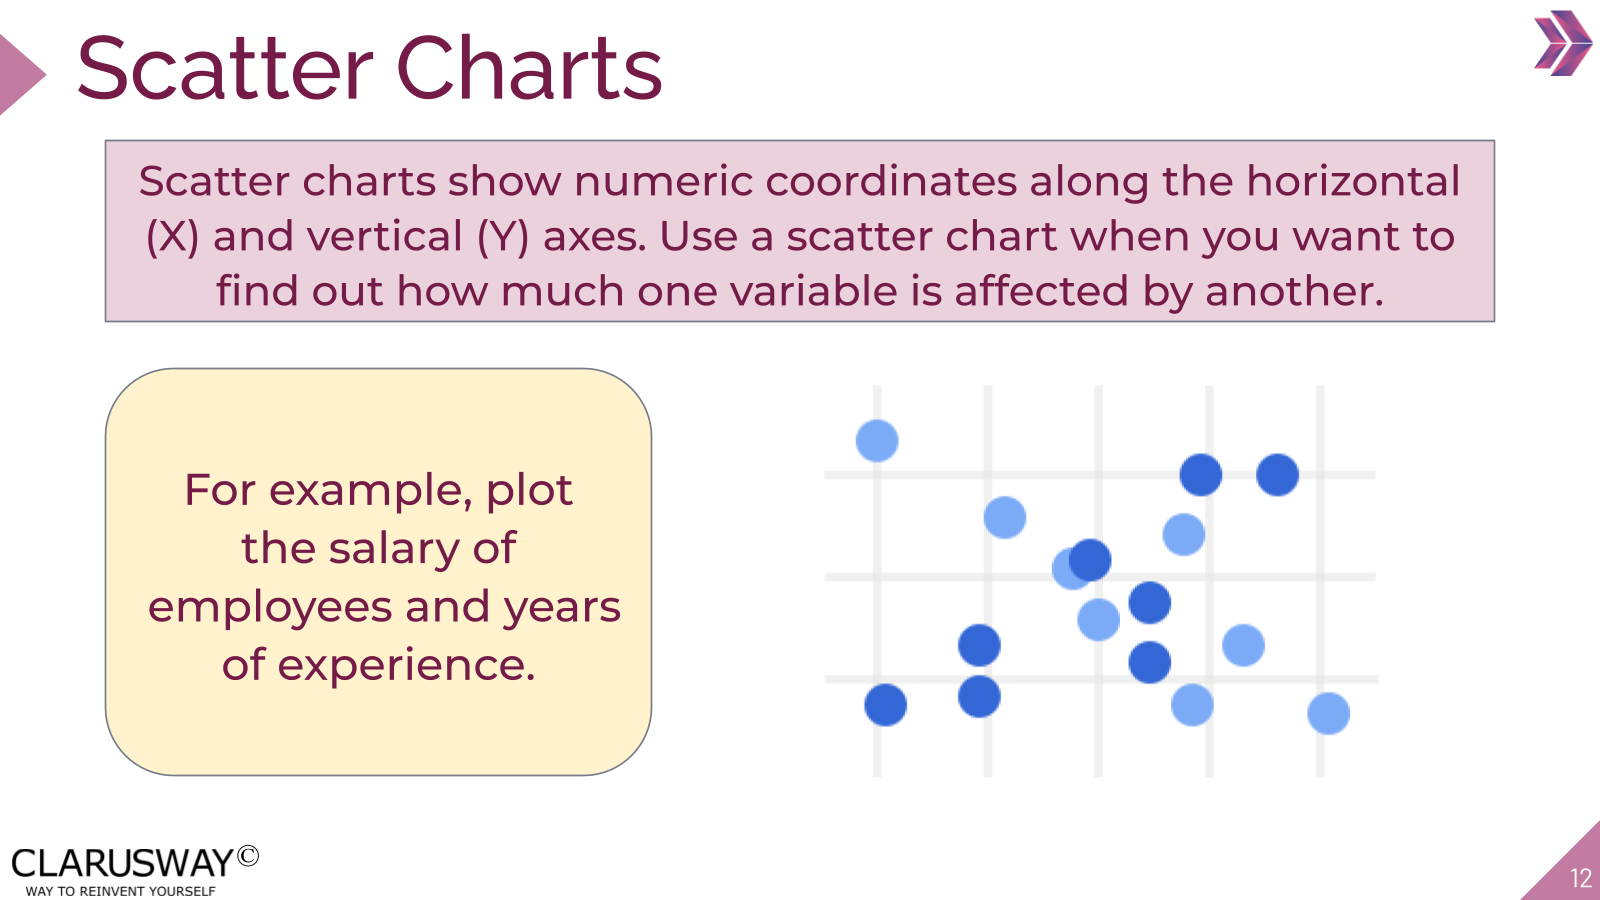 Scatter Charts
Scatter charts show numeric coordinates along the horizontal
(X) and vertical (Y) axes. Use a scatter chart when you want to
find out how much one variable is affected by another.
For example, plot
the salary of
employees and years
of experience.
CLARUSWAY©
WAY TO REINVENT YOURSELF
12